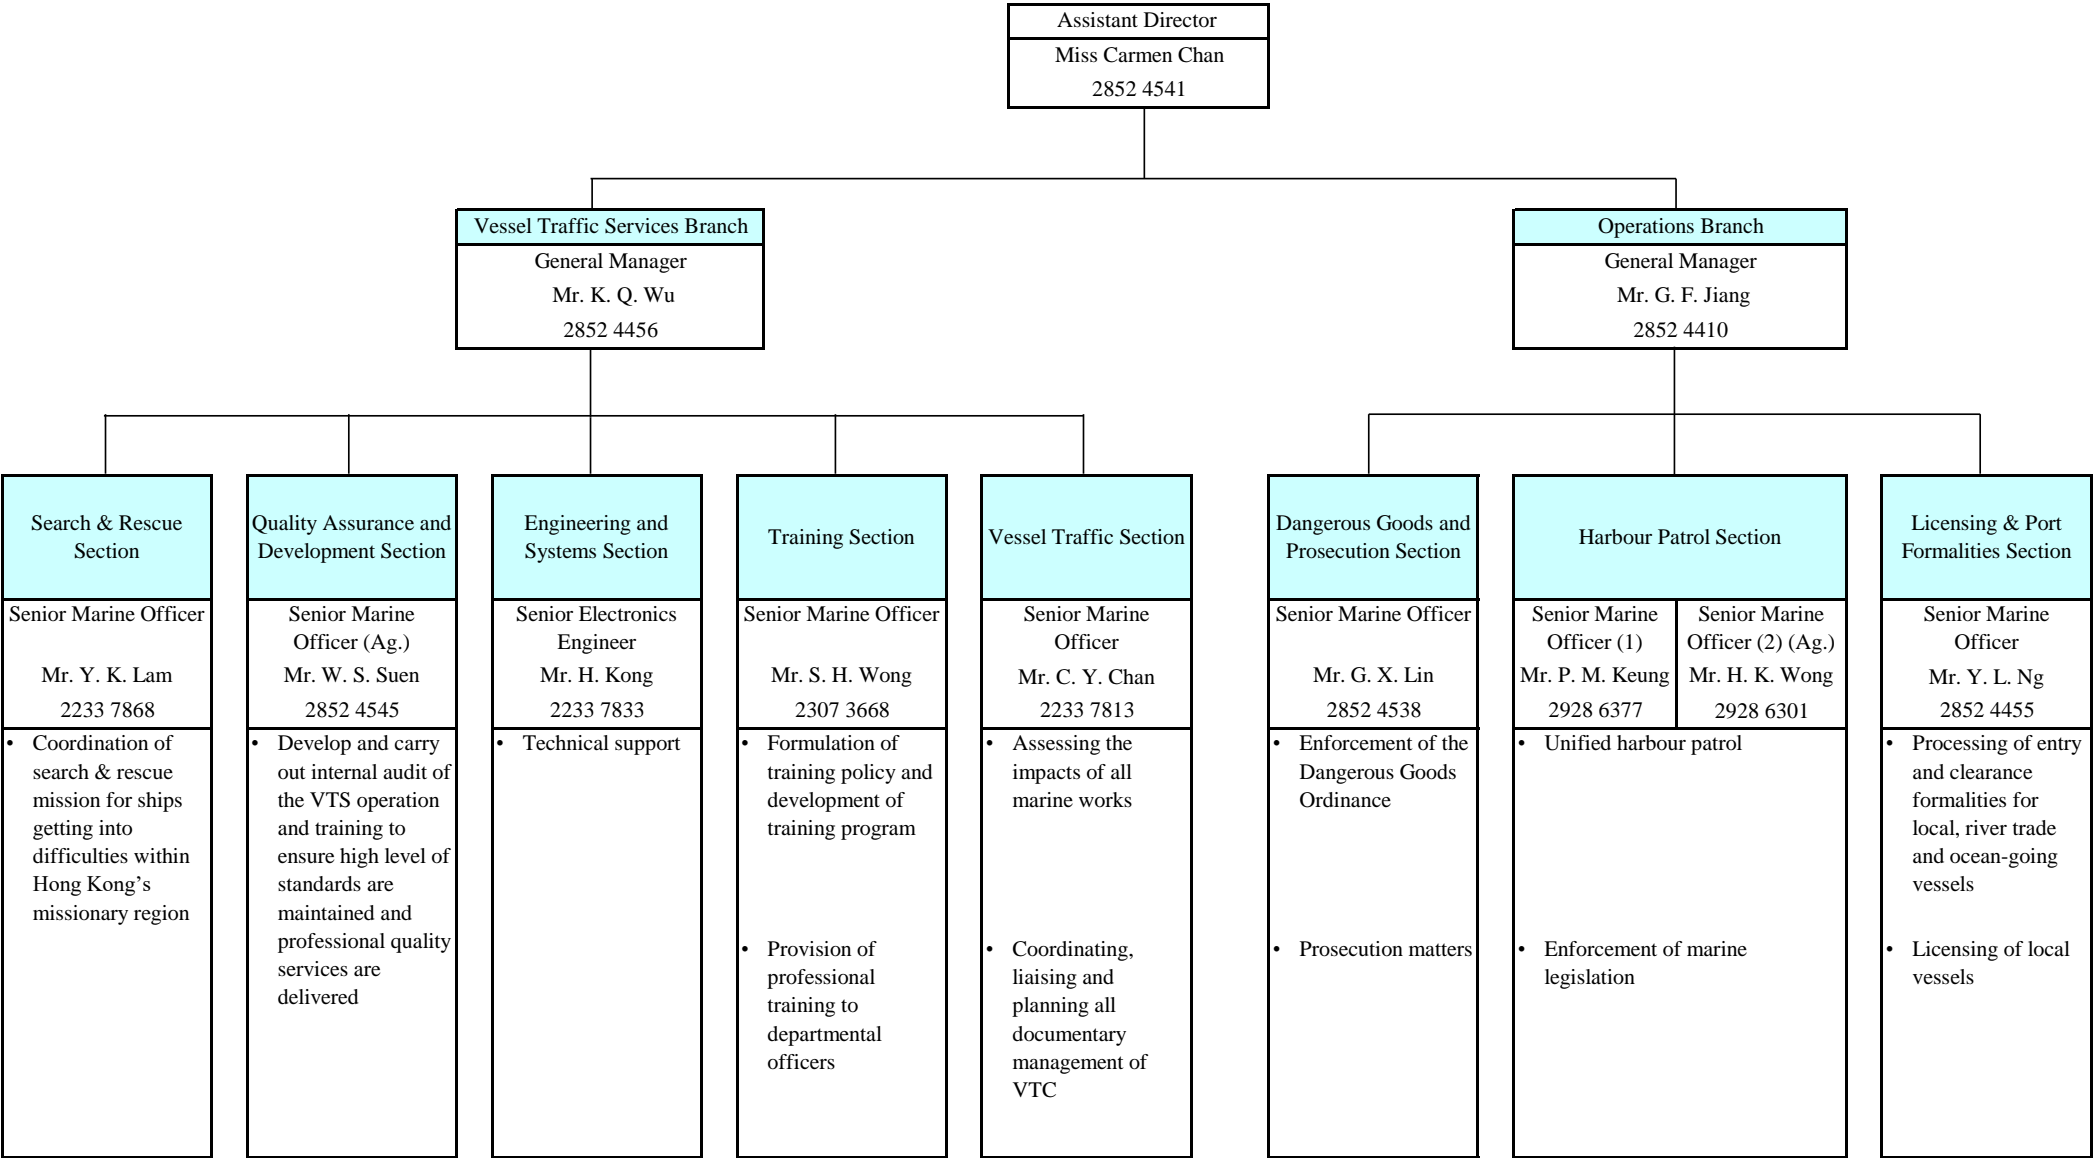 Assistant Director
Miss Carmen Chan
2852 4541
Vessel Traffic Services Branch
General Manager
Mr. K. Q. Wu
2852 4456
Operations Branch
General Manager
Mr. G. F. Jiang
2852 4410
Search & Rescue
Section
Senior Marine Officer
Mr. Y. K. Lam
2233 7868
• Coordination of
search & rescue
mission for ships
getting into
difficulties within
Hong Kong’s
missionary region
Quality Assurance and
Development Section
Senior Marine
Officer (Ag.)
Mr. W. S. Suen
2852 4545
• Develop and carry
out internal audit of
the VTS operation
and training to
ensure high level of
standards are
maintained and
professional quality
services are
delivered
Engineering and
Systems Section
Senior Electronics
Engineer
Mr. H. Kong
2233 7833
• Technical support
Training Section
Senior Marine Officer
Mr. S. H. Wong
2307 3668
• Formulation of
training policy and
development of
training program
• Provision of
professional
training to
departmental
officers
Vessel Traffic Section
Senior Marine
Officer
Mr. C. Y. Chan
2233 7813
• Assessing the
impacts of all
marine works
• Coordinating,
liaising and
planning all
documentary
management of
VTC
Dangerous Goods and
Prosecution Section
Senior Marine Officer
Mr. G. X. Lin
2852 4538
• Enforcement of the
Dangerous Goods
Ordinance
• Prosecution matters
Harbour Patrol Section
Senior Marine
Officer (1)
Mr. P. M. Keung
2928 6377
Senior Marine
Officer (2) (Ag.)
Mr. H. K. Wong
2928 6301
• Unified harbour patrol
• Enforcement of marine
legislation
Licensing & Port
Formalities Section
Senior Marine
Officer
Mr. Y. L. Ng
2852 4455
• Processing of entry
and clearance
formalities for
local, river trade
and ocean-going
vessels
• Licensing of local
vessels